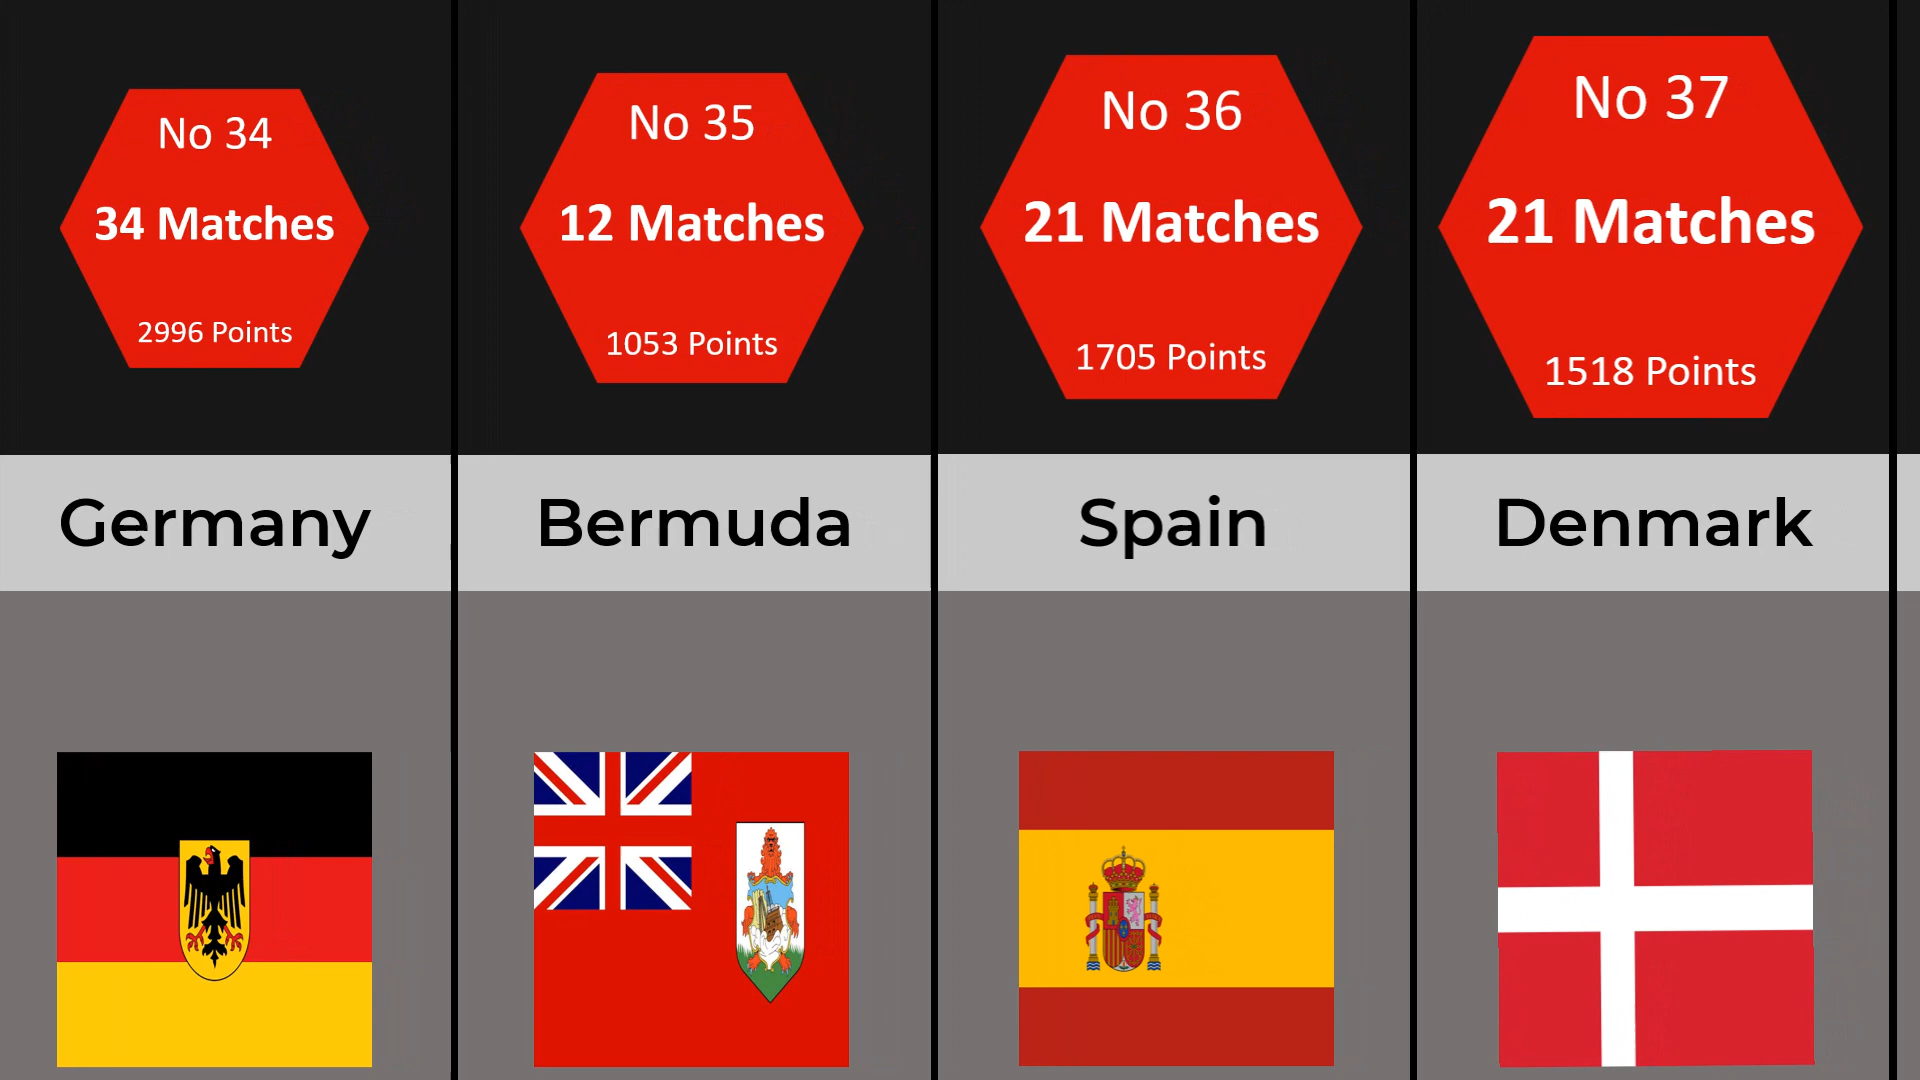 No 34
34 Matches
2996 Points
Germany
No 35
12 Matches
1053 Points
Bermuda
No 36
21 Matches
1705 Points
Spain
No 37
21 Matches
1518 Points
Denmark